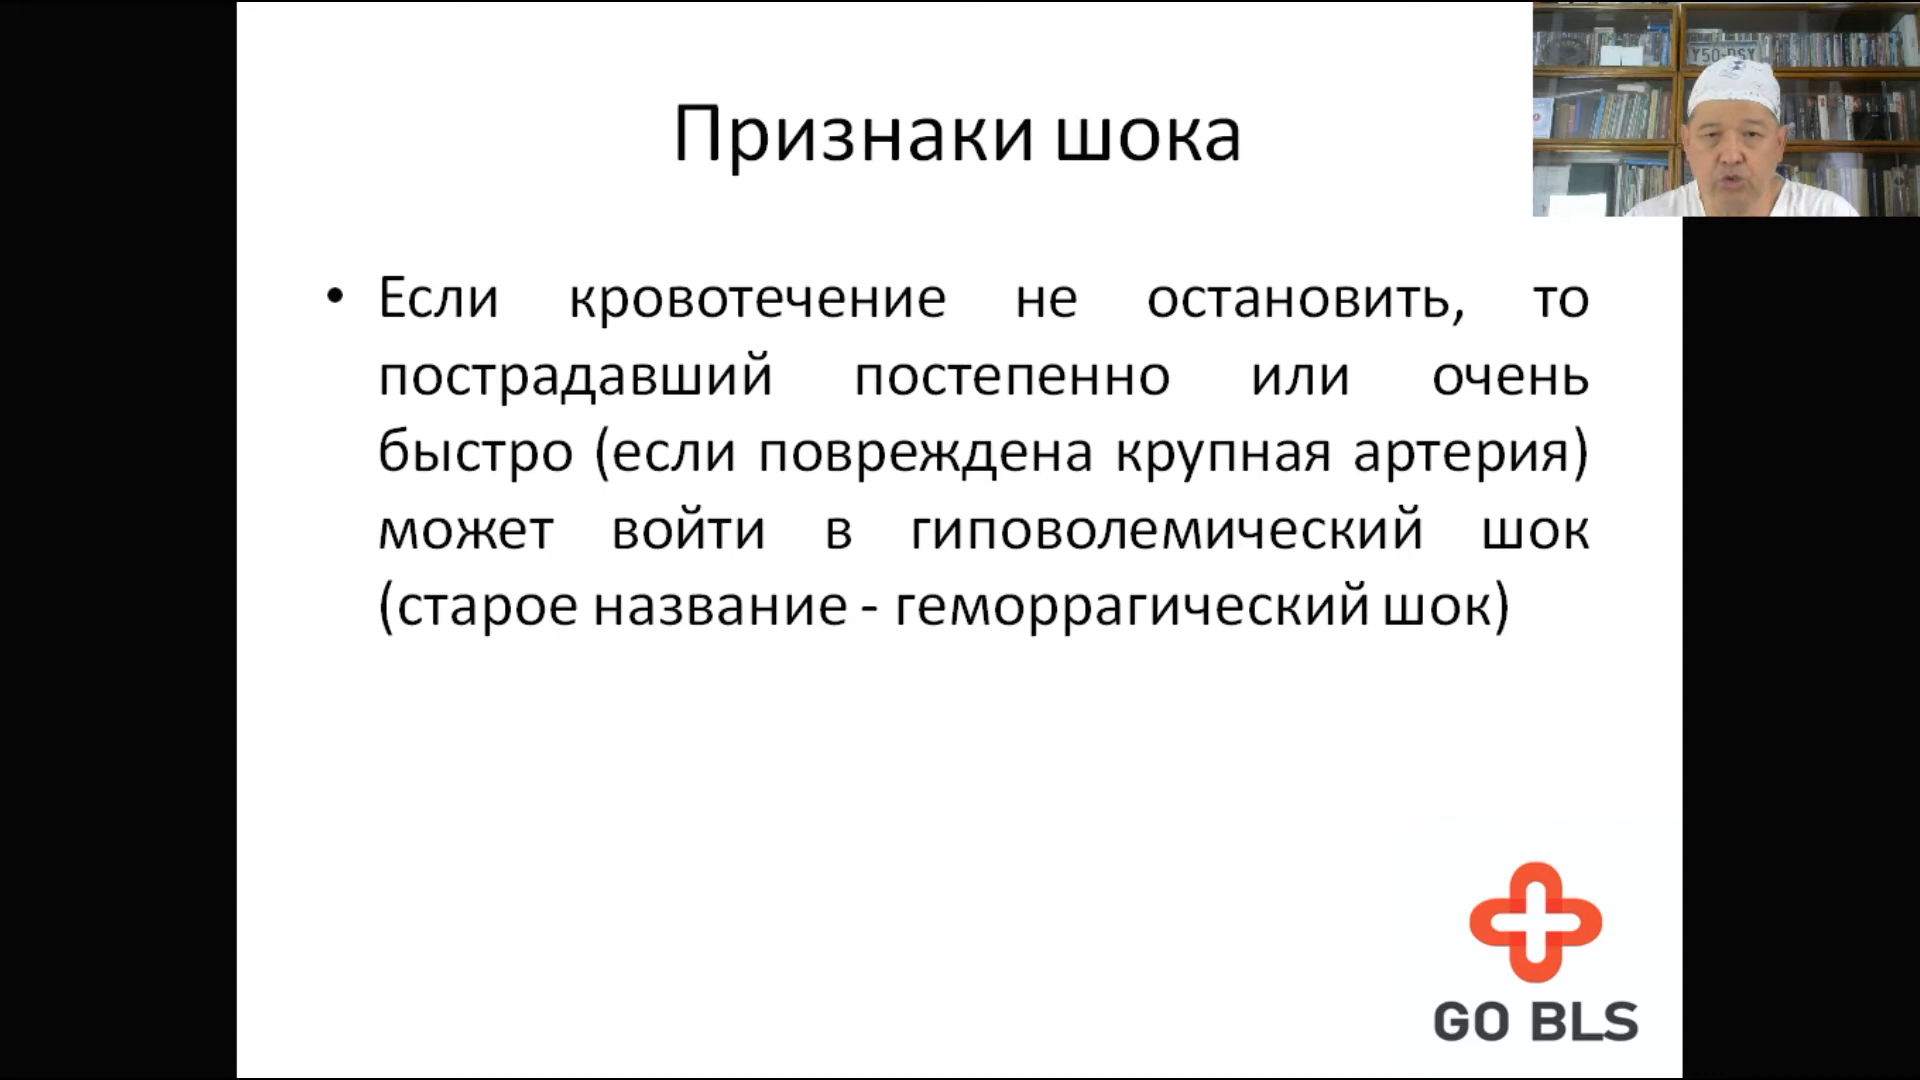 Признаки шока
• Если кровотечение не остановить, то
пострадавший постепенно или очень
быстро (если повреждена крупная артерия)
может войти в гиповолемический шок
(старое название - геморрагический шок)
GO BLS